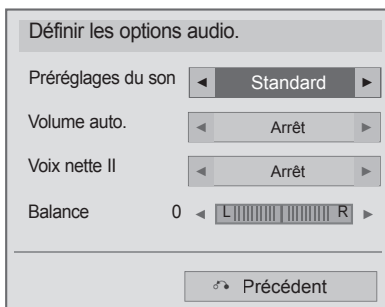 Définir les options audio.
Préréglages du son ◄ Standard ►
Volume auto. ◄ Arrêt ►
Voix nette II ◄ Arrêt ►
Balance 0 ◄ L R ►
Précédent